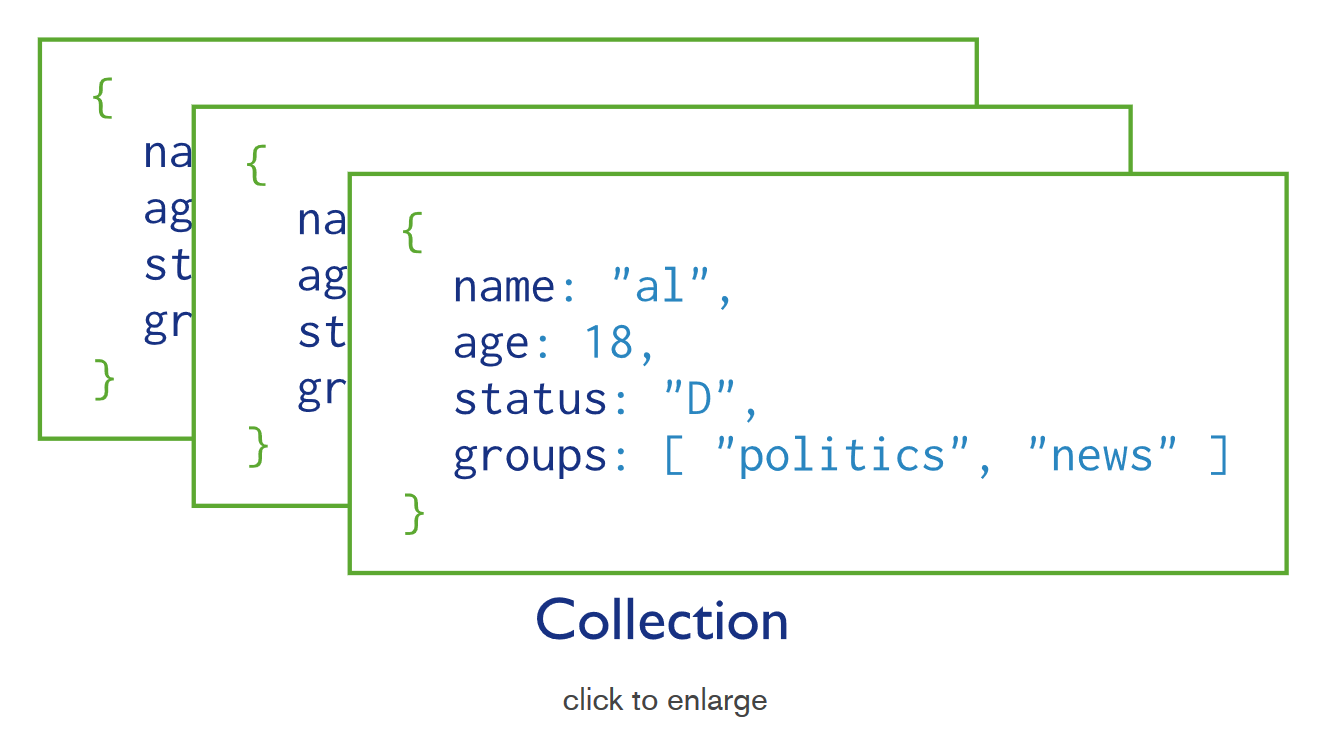 {
na
ag
st
gr
}
{
na
ag
st
gr
}
{
name: "al",
age: 18,
status: "D",
groups: [ "politics", "news" ]
}
Collection
click to enlarge